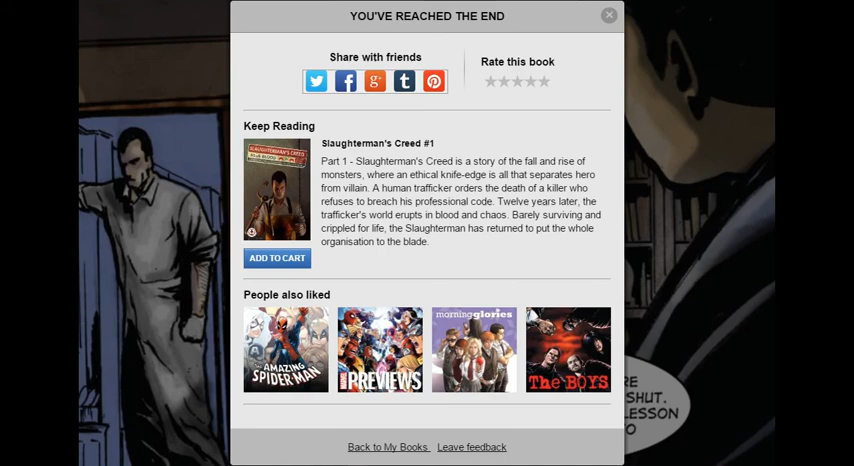 YOU'VE REACHED THE END
Share with friends
Rate this book
Keep Reading
SLAUGHTERMAN'S CREED
Slaughterman's Creed #1
Part 1 - Slaughterman's Creed is a story of the fall and rise of
monsters, where an ethical knife-edge is all that separates hero
from villain. A human trafficker orders the death of a killer who
refuses to breach his professional code. Twelve years later, the
trafficker's world erupts in blood and chaos. Barely surviving and
crippled for life, the Slaughterman has returned to put the whole
organisation to the blade.
ADD TO CART
People also liked
AMAZING
SPIDER-MAN
MARVEL PREVIEWS
morningglories
The BOYS
RE
SHUT.
LESSON
TO
Back to My Books Leave feedback